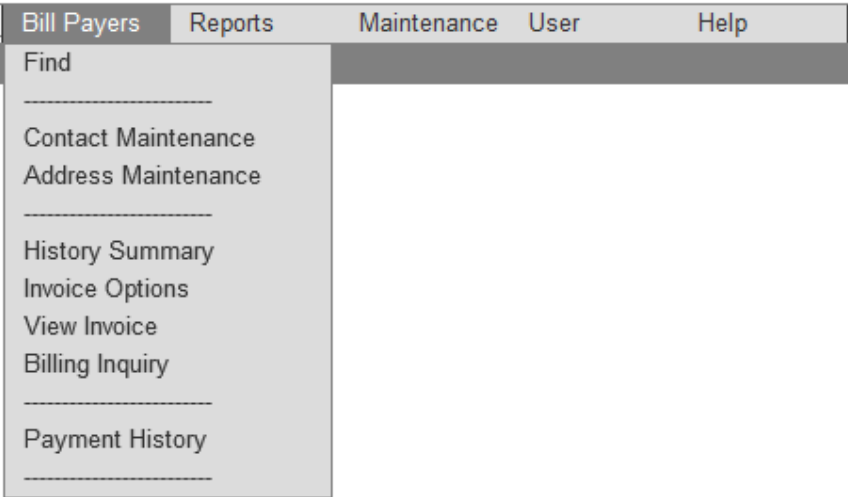 Bill Payers Reports Maintenance User Help
Find
-------------------------
Contact Maintenance
Address Maintenance
-------------------------
History Summary
Invoice Options
View Invoice
Billing Inquiry
-------------------------
Payment History
-------------------------